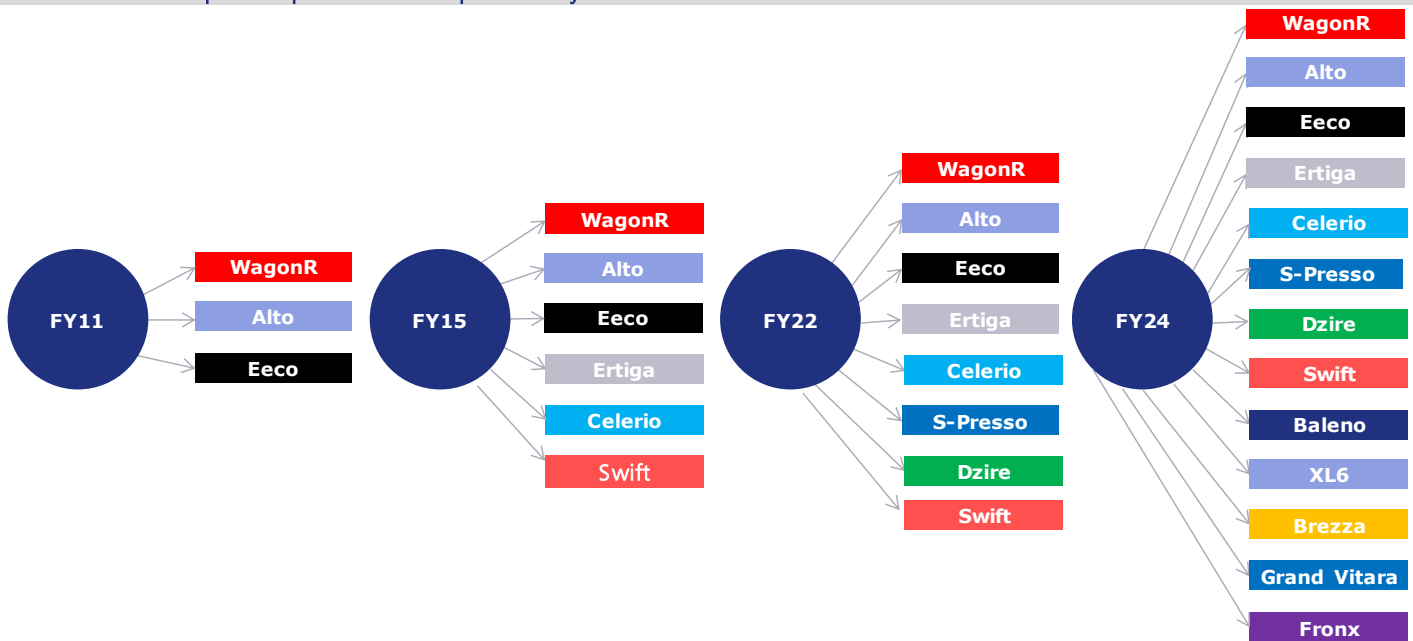 FY11
WagonR
Alto
Eeco
FY15
WagonR
Alto
Eeco
Ertiga
Celerio
Swift
FY22
WagonR
Alto
Eeco
Ertiga
Celerio
S-Presso
Dzire
Swift
FY24
WagonR
Alto
Eeco
Ertiga
Celerio
S-Presso
Dzire
Swift
Baleno
XL6
Brezza
Grand Vitara
Fronx